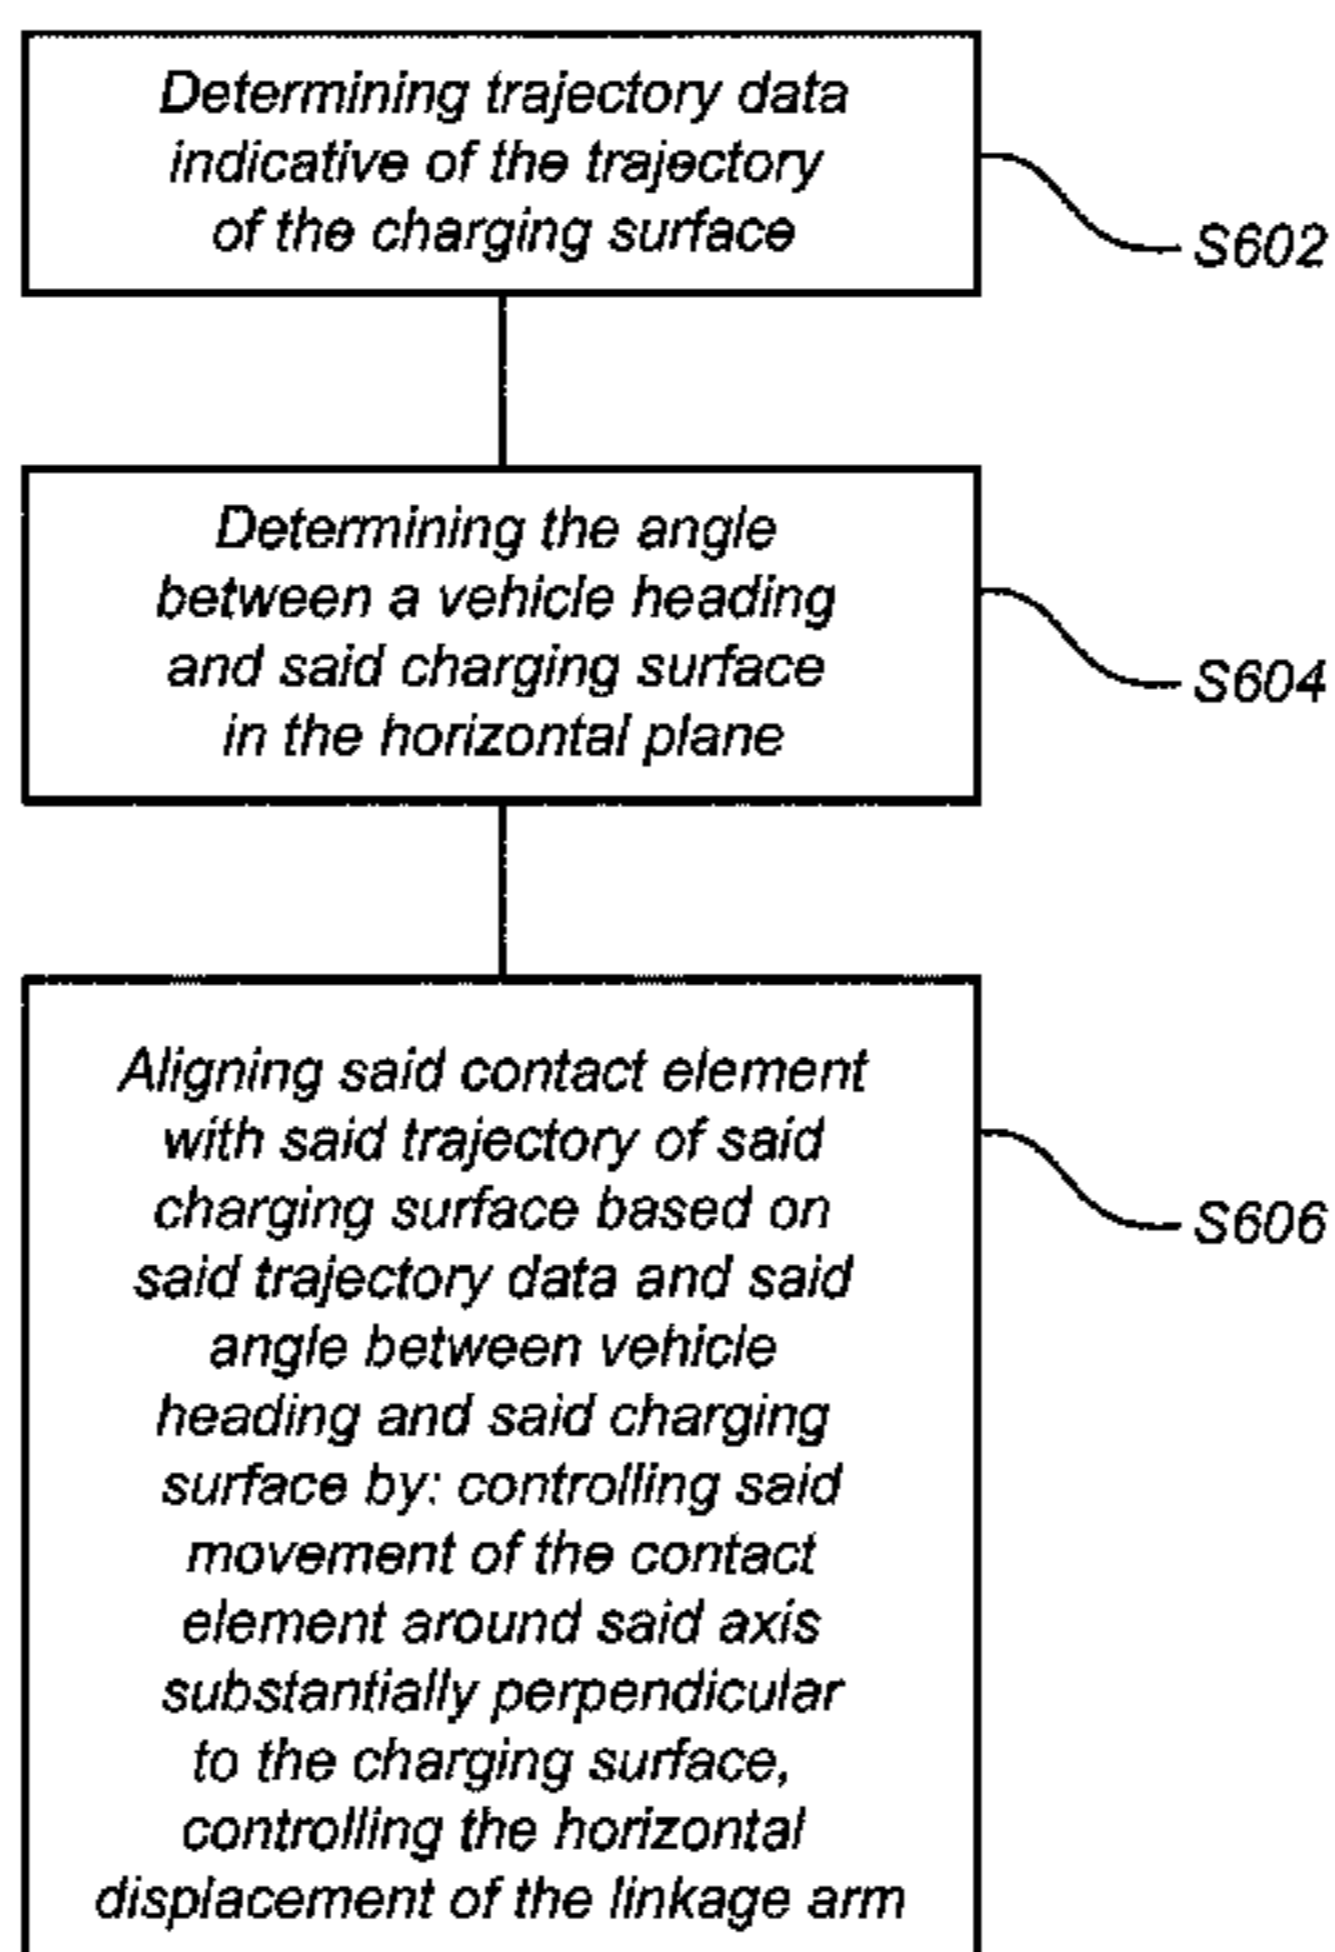 Determining trajectory data
indicative of the trajectory
of the charging surface
S602
Determining the angle
between a vehicle heading
and said charging surface
in the horizontal plane
S604
Aligning said contact element
with said trajectory of said
charging surface based on
said trajectory data and said
angle between vehicle
heading and said charging
surface by: controlling said
movement of the contact
element around said axis
substantially perpendicular
to the charging surface,
controlling the horizontal
displacement of the linkage arm
S606